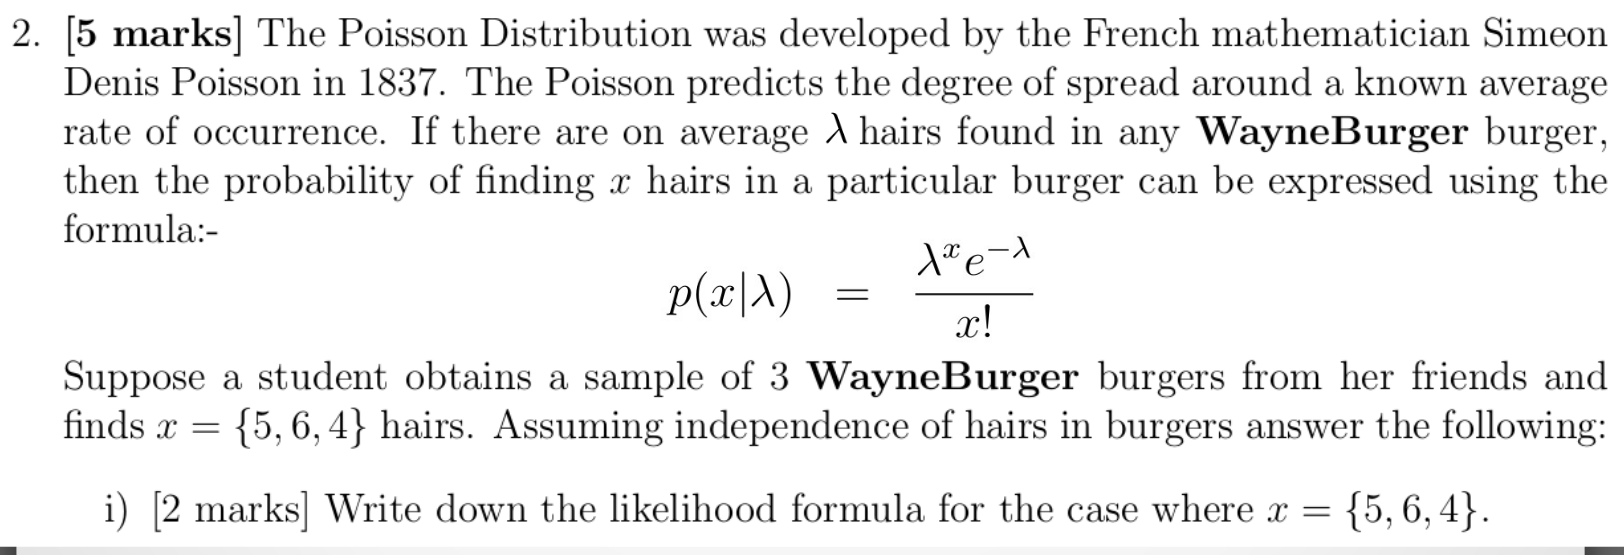 2. [5 marks] The Poisson Distribution was developed by the French mathematician Simeon
Denis Poisson in 1837. The Poisson predicts the degree of spread around a known average
rate of occurrence. If there are on average λ hairs found in any WayneBurger burger,
then the probability of finding x hairs in a particular burger can be expressed using the
formula:-
p(x|λ) = \frac{λ^x e^{-λ}}{x!}
Suppose a student obtains a sample of 3 WayneBurger burgers from her friends and
finds x = {5, 6, 4} hairs. Assuming independence of hairs in burgers answer the following:
i) [2 marks] Write down the likelihood formula for the case where x = {5, 6, 4}.